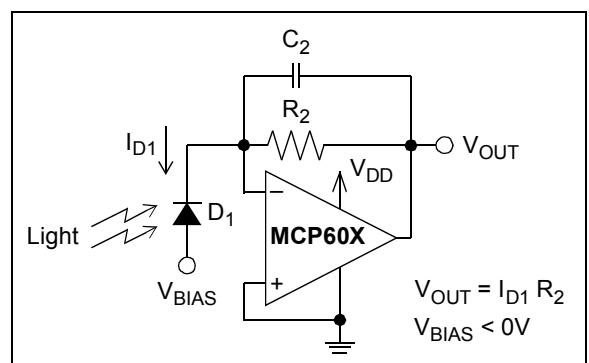 C2
R2
ID1
VOUT
VDD
−
D1
MCP60X
Light
+
VBIAS
VOUT = ID1 R2
VBIAS < 0V